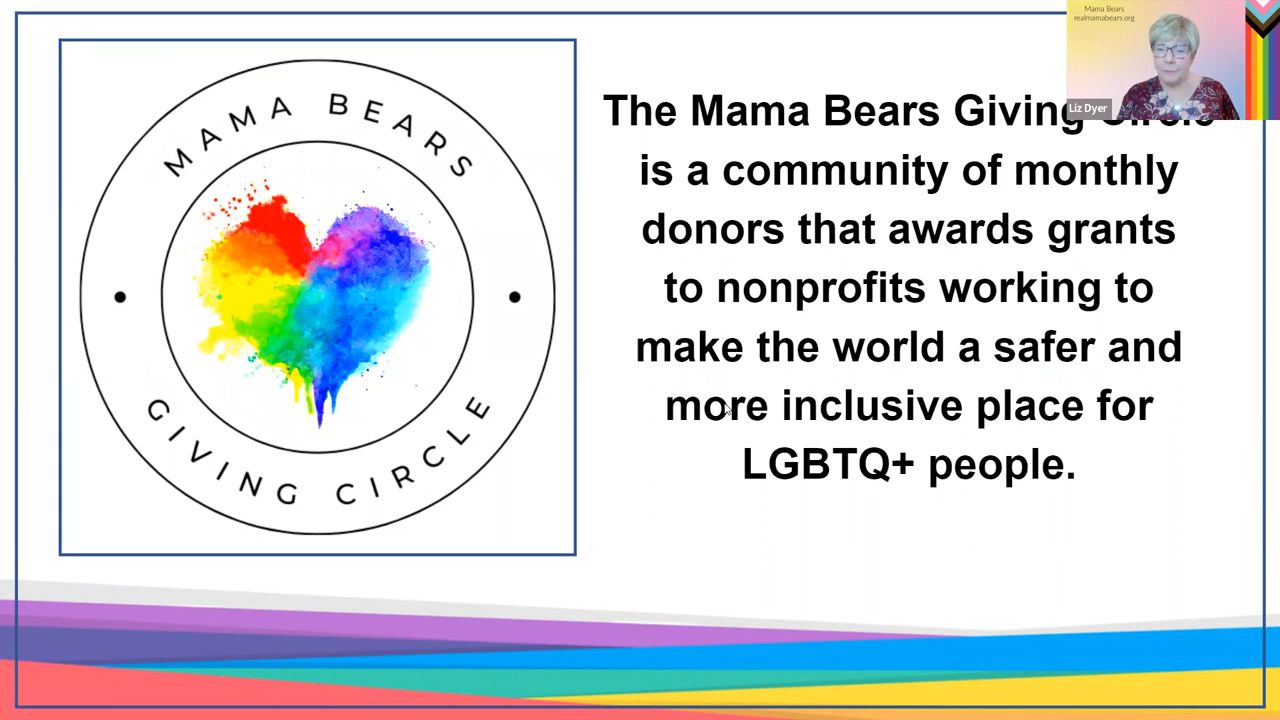 Mama Bears
realmamabears.org
Liz Dyer
MAMA BEARS
GIVING CIRCLE
The Mama Bears Giving Circle
is a community of monthly
donors that awards grants
to nonprofits working to
make the world a safer and
more inclusive place for
LGBTQ+ people.